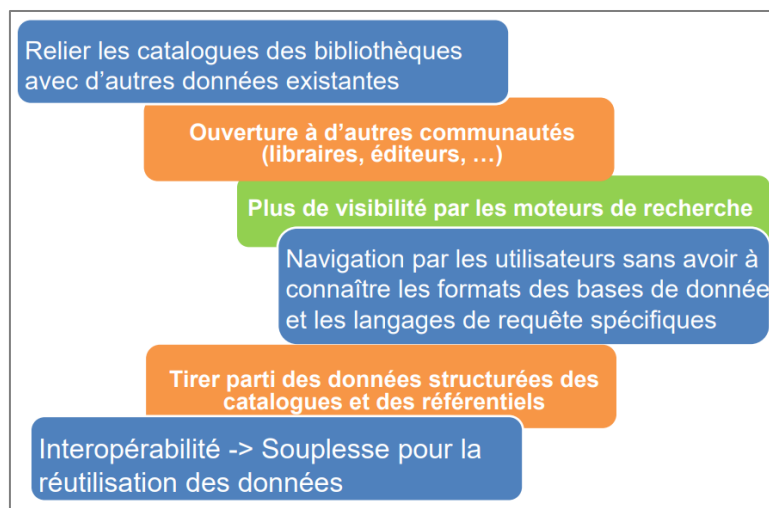 Relier les catalogues des bibliothèques
avec d'autres données existantes
Ouverture à d'autres communautés
(libraires, éditeurs, ...)
Plus de visibilité par les moteurs de recherche
Navigation par les utilisateurs sans avoir à
connaître les formats des bases de donnée
et les langages de requête spécifiques
Tirer parti des données structurées des
catalogues et des référentiels
Interopérabilité -> Souplesse pour la
réutilisation des données